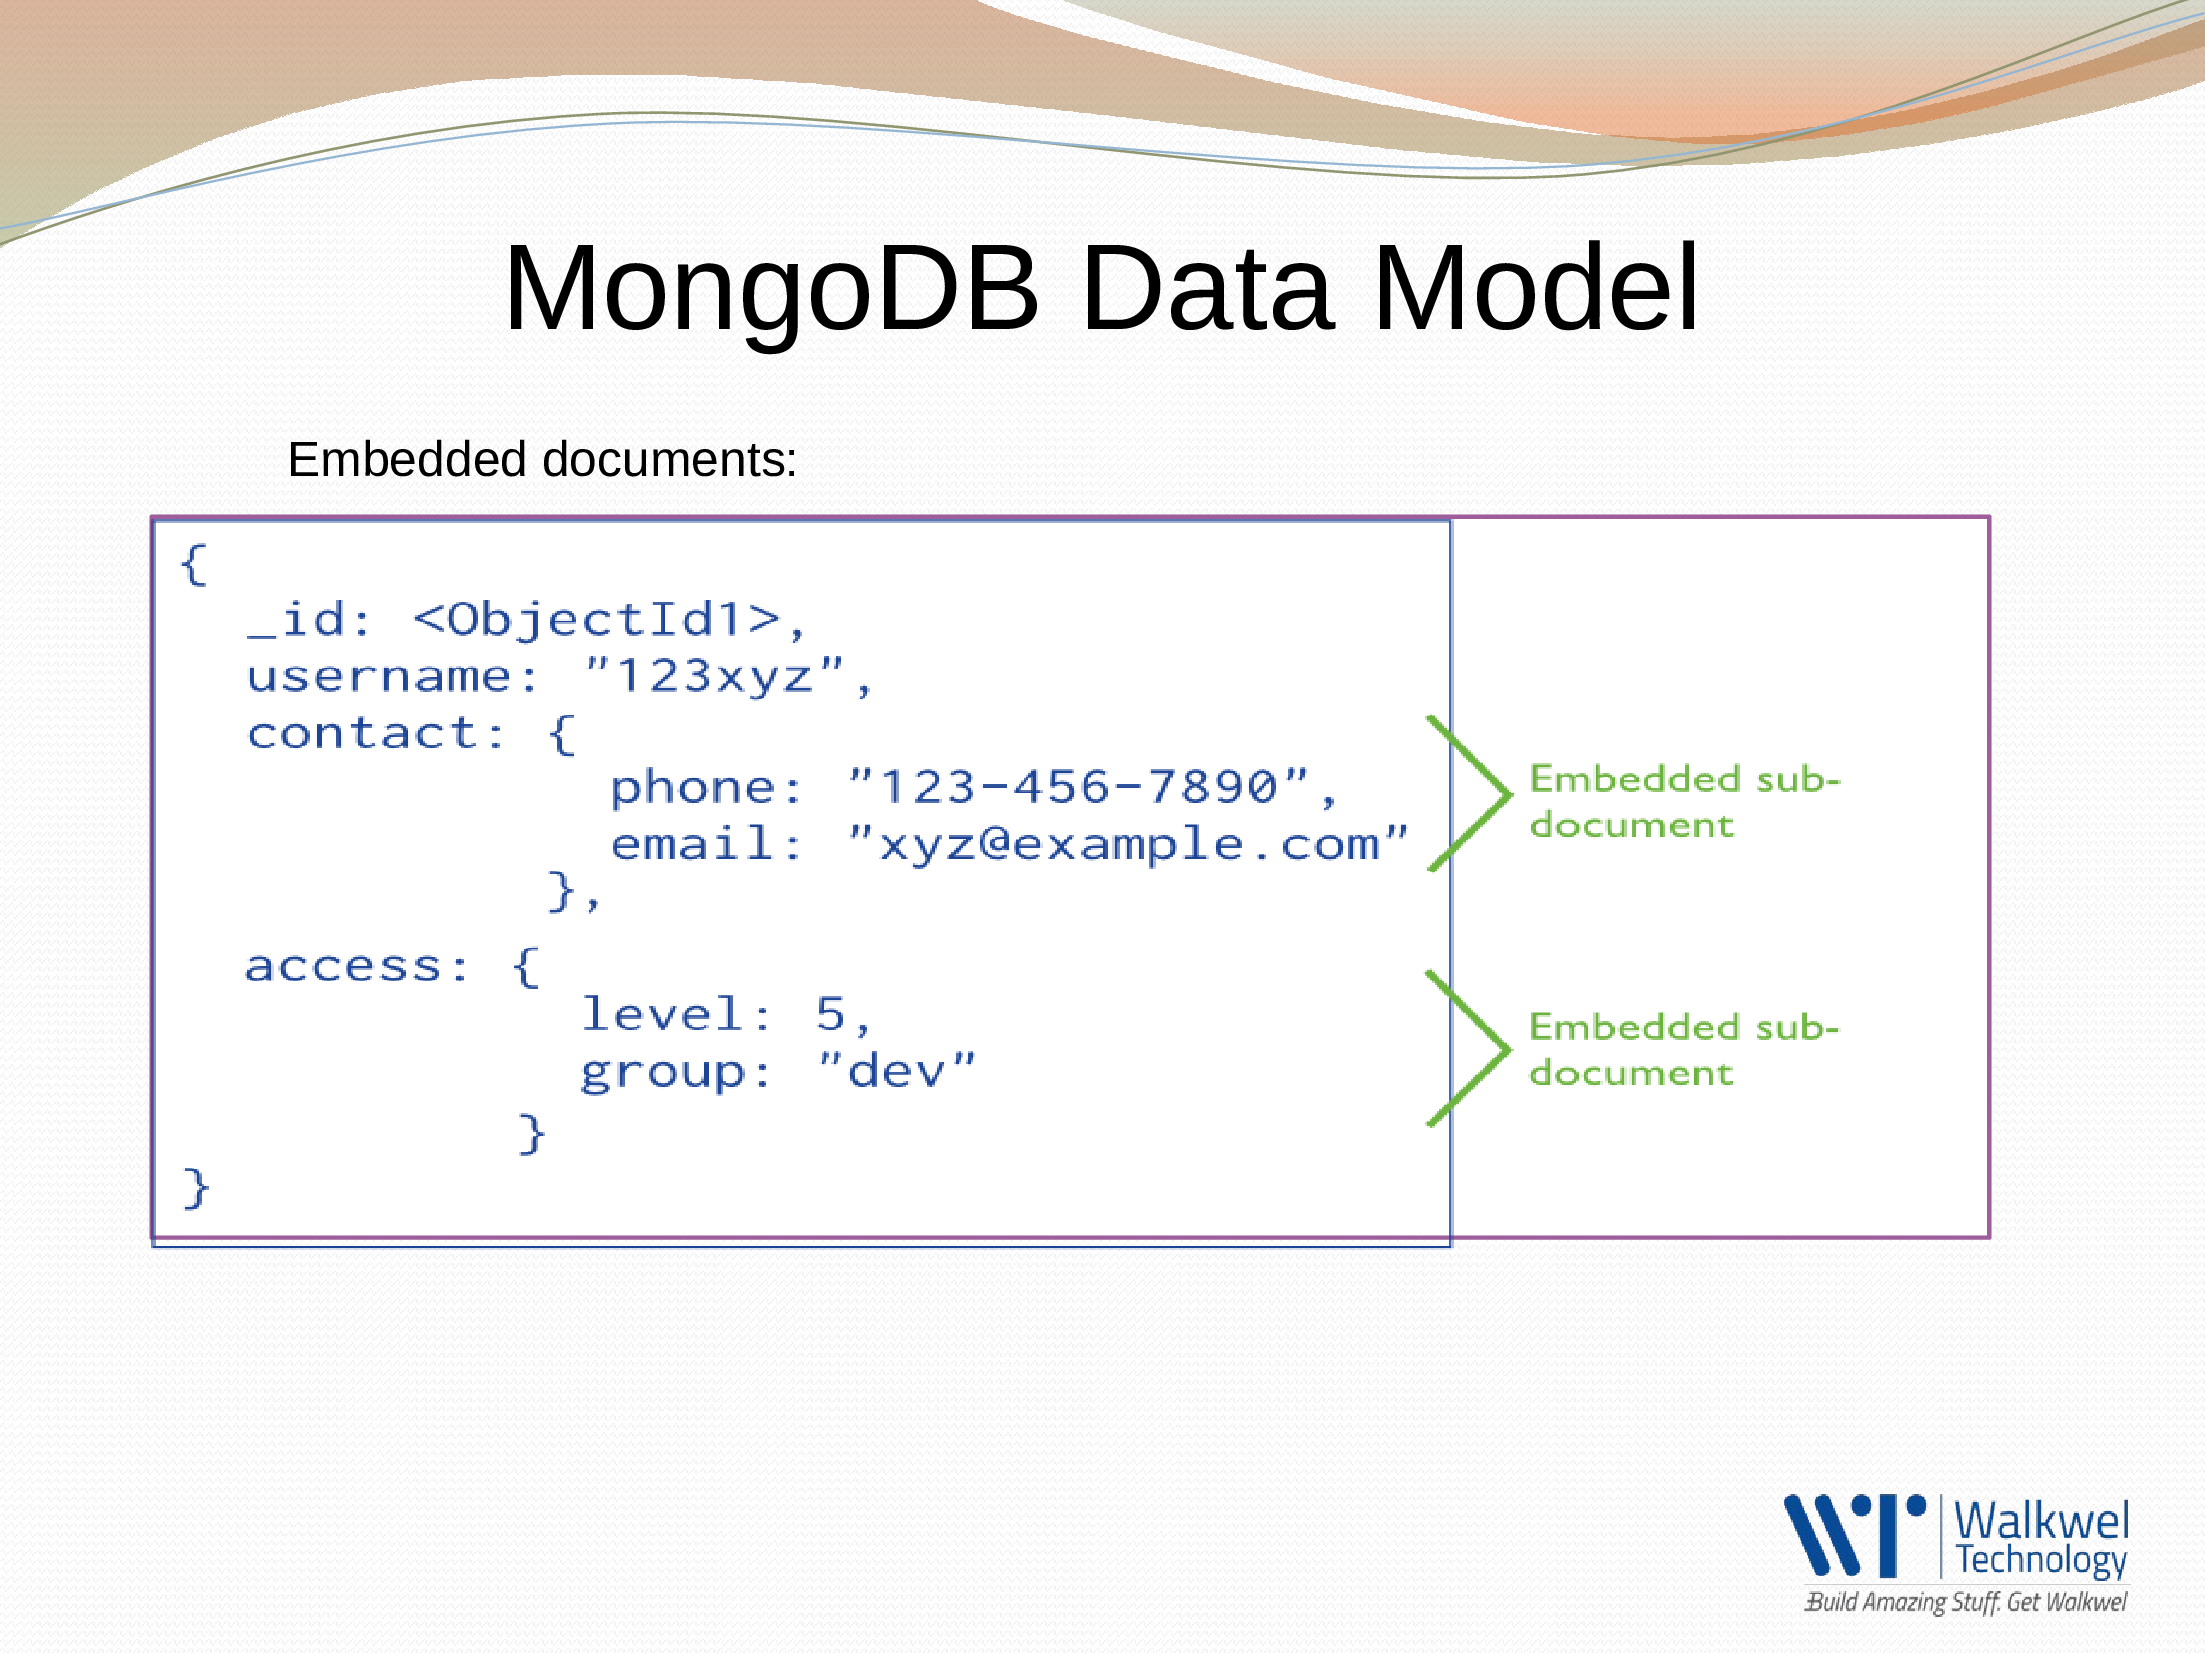 MongoDB Data Model
Embedded documents:
{
_id: <ObjectId1>,
username: "123xyz",
contact: {
phone: "123-456-7890",
email: "xyz@example.com"
},
access: {
level: 5,
group: "dev"
}
}
Embedded sub-
document
Embedded sub-
document
WT
Walkwel
Technology
Build Amazing Stuff. Get Walkwel